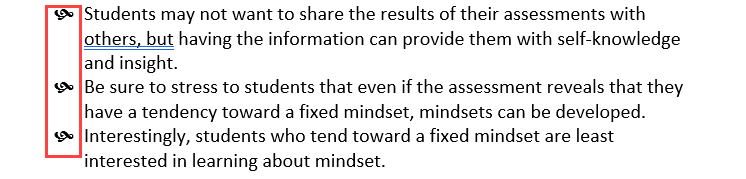 Students may not want to share the results of their assessments with
others, but having the information can provide them with self-knowledge
and insight.
Be sure to stress to students that even if the assessment reveals that they
have a tendency toward a fixed mindset, mindsets can be developed.
Interestingly, students who tend toward a fixed mindset are least
interested in learning about mindset.